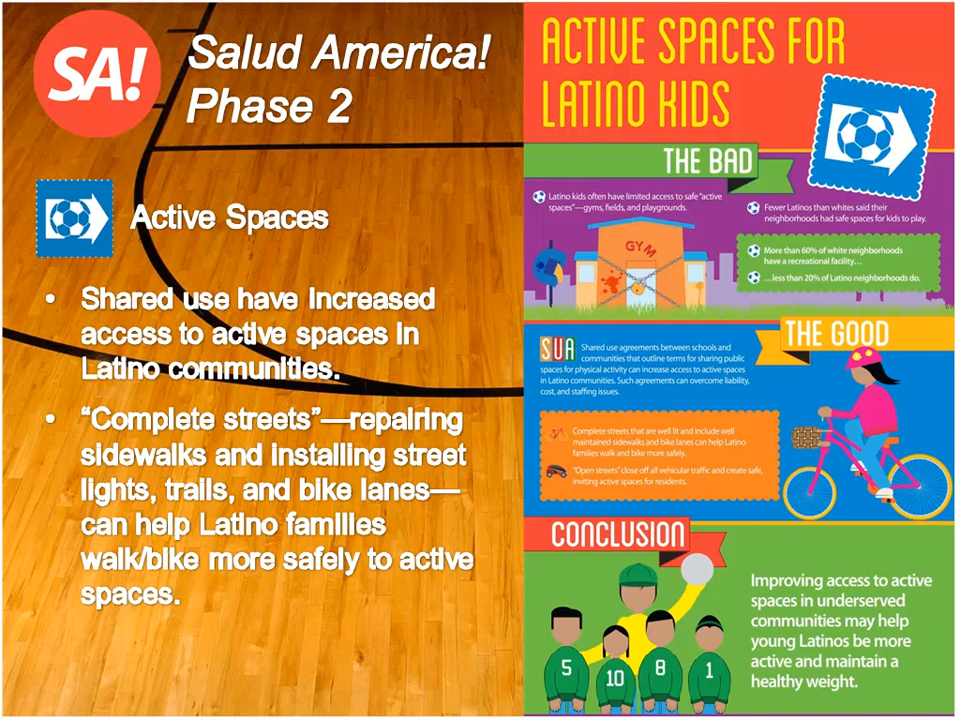 SA!
Salud America!
Phase 2
Active Spaces
• Shared use have increased
access to active spaces in
Latino communities.
• “Complete streets”—repairing
sidewalks and installing street
lights, trails, and bike lanes—
can help Latino families
walk/bike more safely to active
spaces.
ACTIVE SPACES FOR
LATINO KIDS
THE BAD
Latino kids often have limited access to safe “active
spaces”—gyms, fields, and playgrounds.
Fewer Latinos than whites said their
neighborhoods had safe spaces for kids to play.
GYM
More than 60% of white neighborhoods
have a recreational facility...
...less than 20% of Latino neighborhoods do.
THE GOOD
SUA
Shared use agreements between schools and
communities that outline terms for sharing public
spaces for physical activity can increase access to active spaces
in Latino communities. Such agreements can overcome liability,
cost, and staffing issues.
Complete streets that are well lit and include well
maintained sidewalks and bike lanes can help Latino
families walk and bike more safely.
"Open streets" close off all vehicular traffic and create safe,
inviting active spaces for residents.
CONCLUSION
Improving access to active
spaces in underserved
communities may help
young Latinos be more
active and maintain a
healthy weight.
5
10
8
1